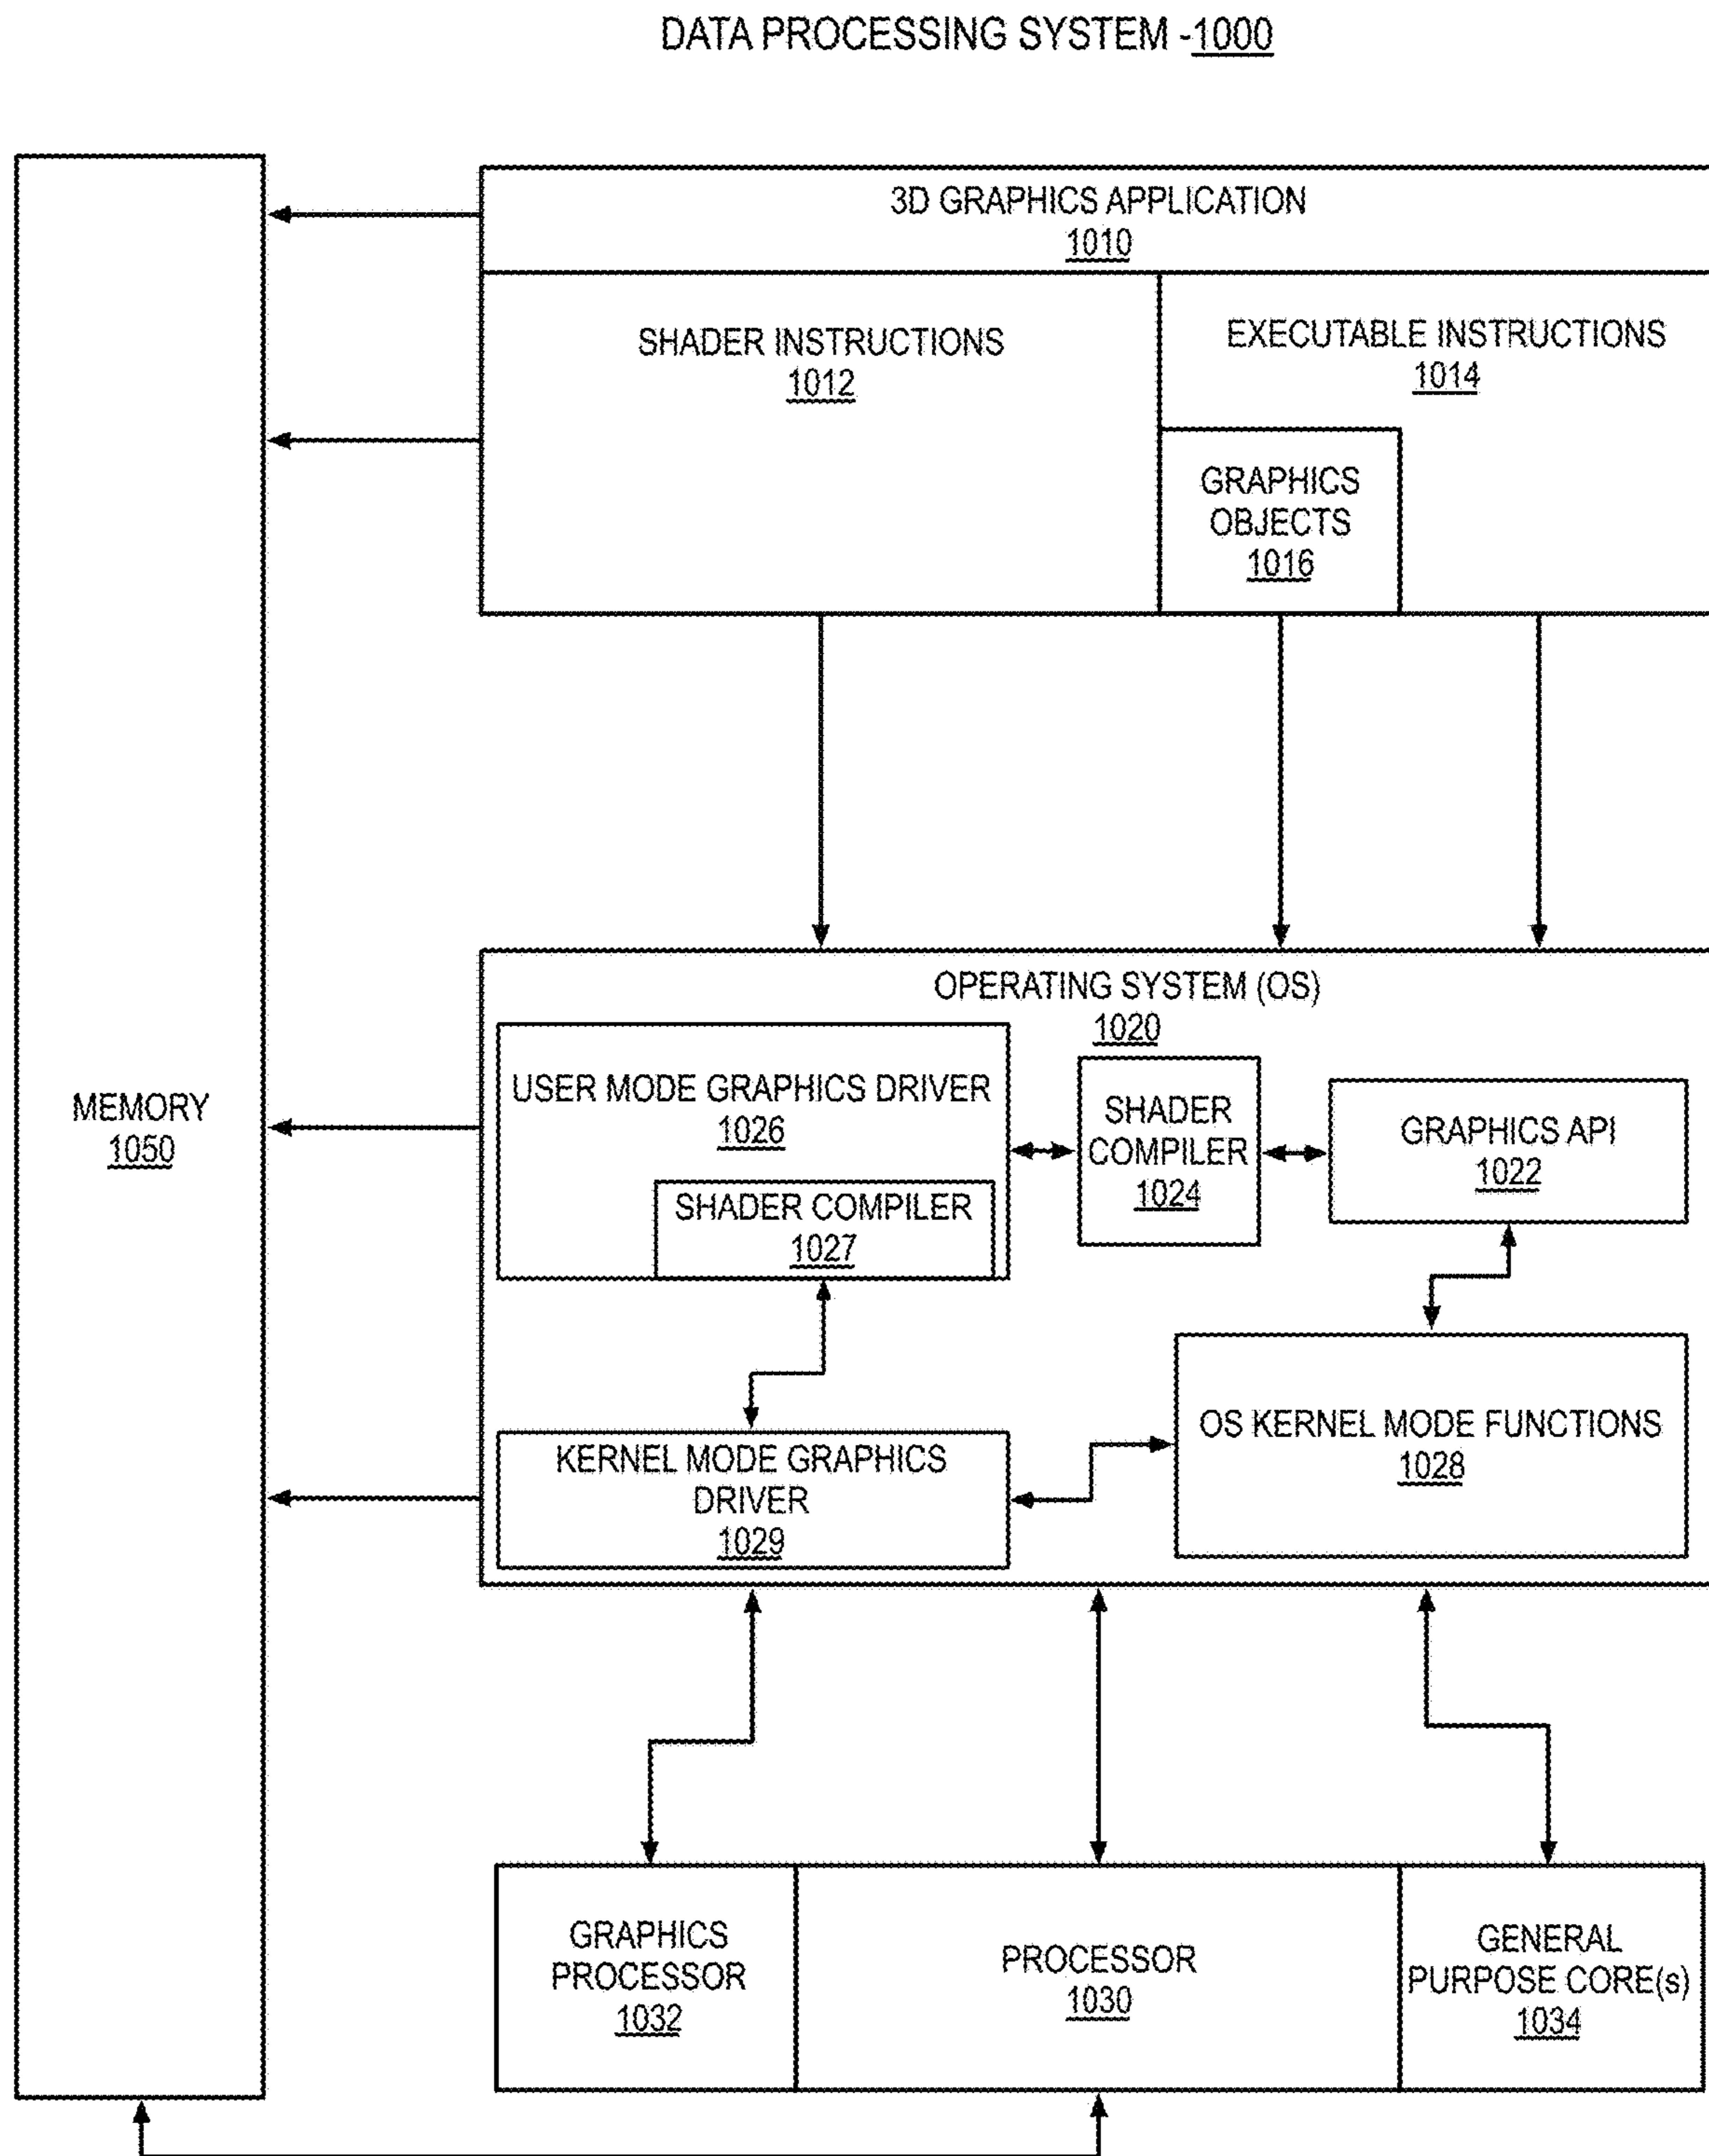 DATA PROCESSING SYSTEM -1000
3D GRAPHICS APPLICATION
1010
SHADER INSTRUCTIONS
1012
EXECUTABLE INSTRUCTIONS
1014
GRAPHICS
OBJECTS
1016
MEMORY
1050
OPERATING SYSTEM (OS)
1020
USER MODE GRAPHICS DRIVER
1026
SHADER COMPILER
1027
SHADER
COMPILER
1024
GRAPHICS API
1022
KERNEL MODE GRAPHICS
DRIVER
1029
OS KERNEL MODE FUNCTIONS
1028
GRAPHICS
PROCESSOR
1032
PROCESSOR
1030
GENERAL
PURPOSE CORE(s)
1034